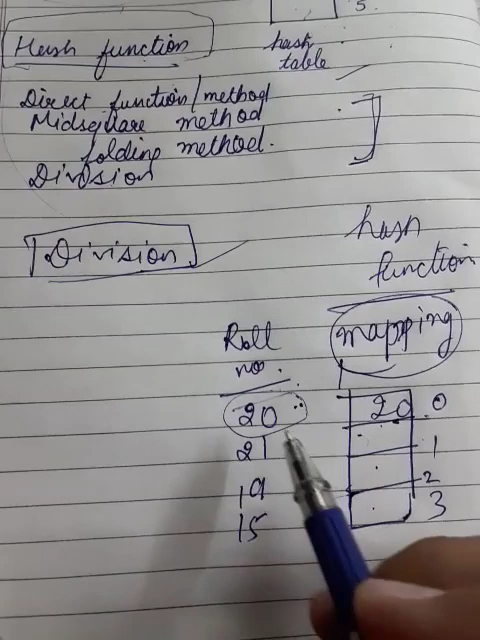 5.
Hash function
hash
table
Direct function/method
Midsquare method
folding method.
Division
Division
hash
function
mapping
Roll
no.
20
21
19
15
20 0
1
2
3